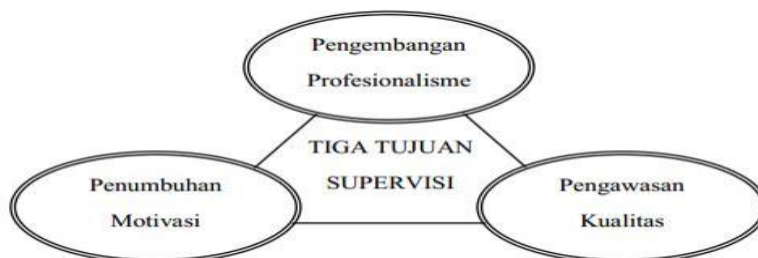 Pengembangan
Profesionalisme
TIGA TUJUAN
SUPERVISI
Penumbuhan
Motivasi
Pengawasan
Kualitas